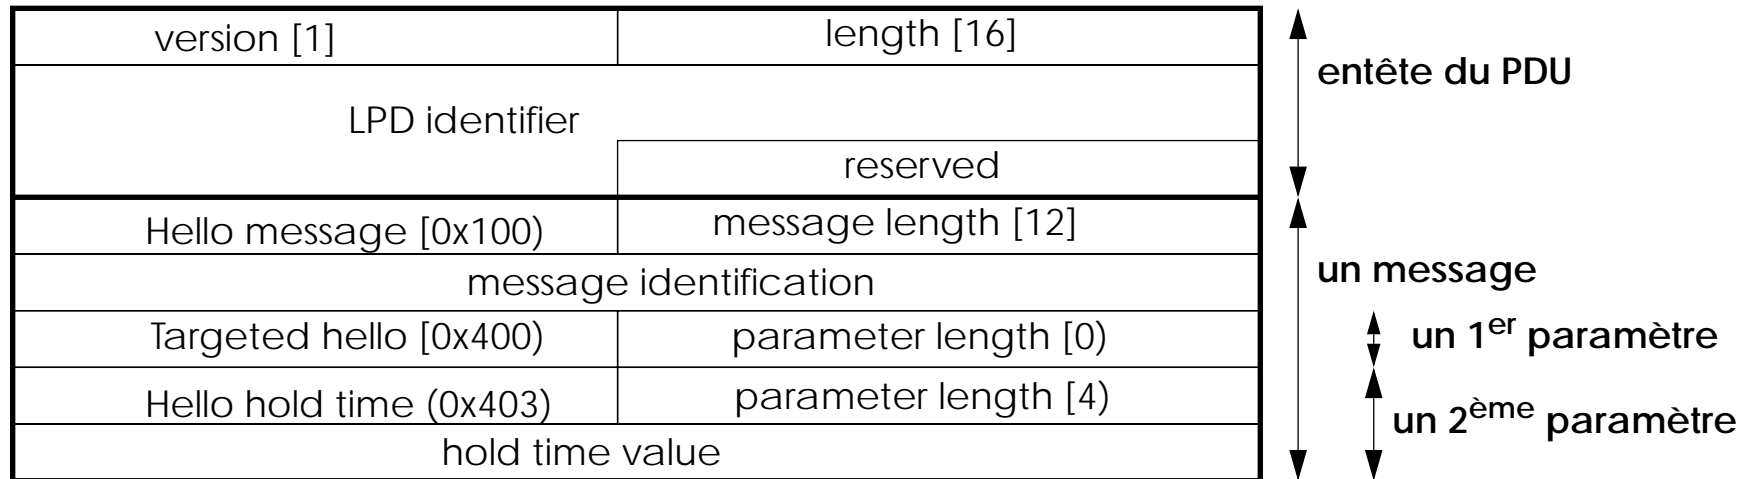 version [1]
length [16]
entête du PDU
LPD identifier
reserved
Hello message [0x100)
message length [12]
message identification
un message
Targeted hello [0x400)
parameter length [0)
un 1er paramètre
Hello hold time (0x403)
parameter length [4)
un 2ème paramètre
hold time value